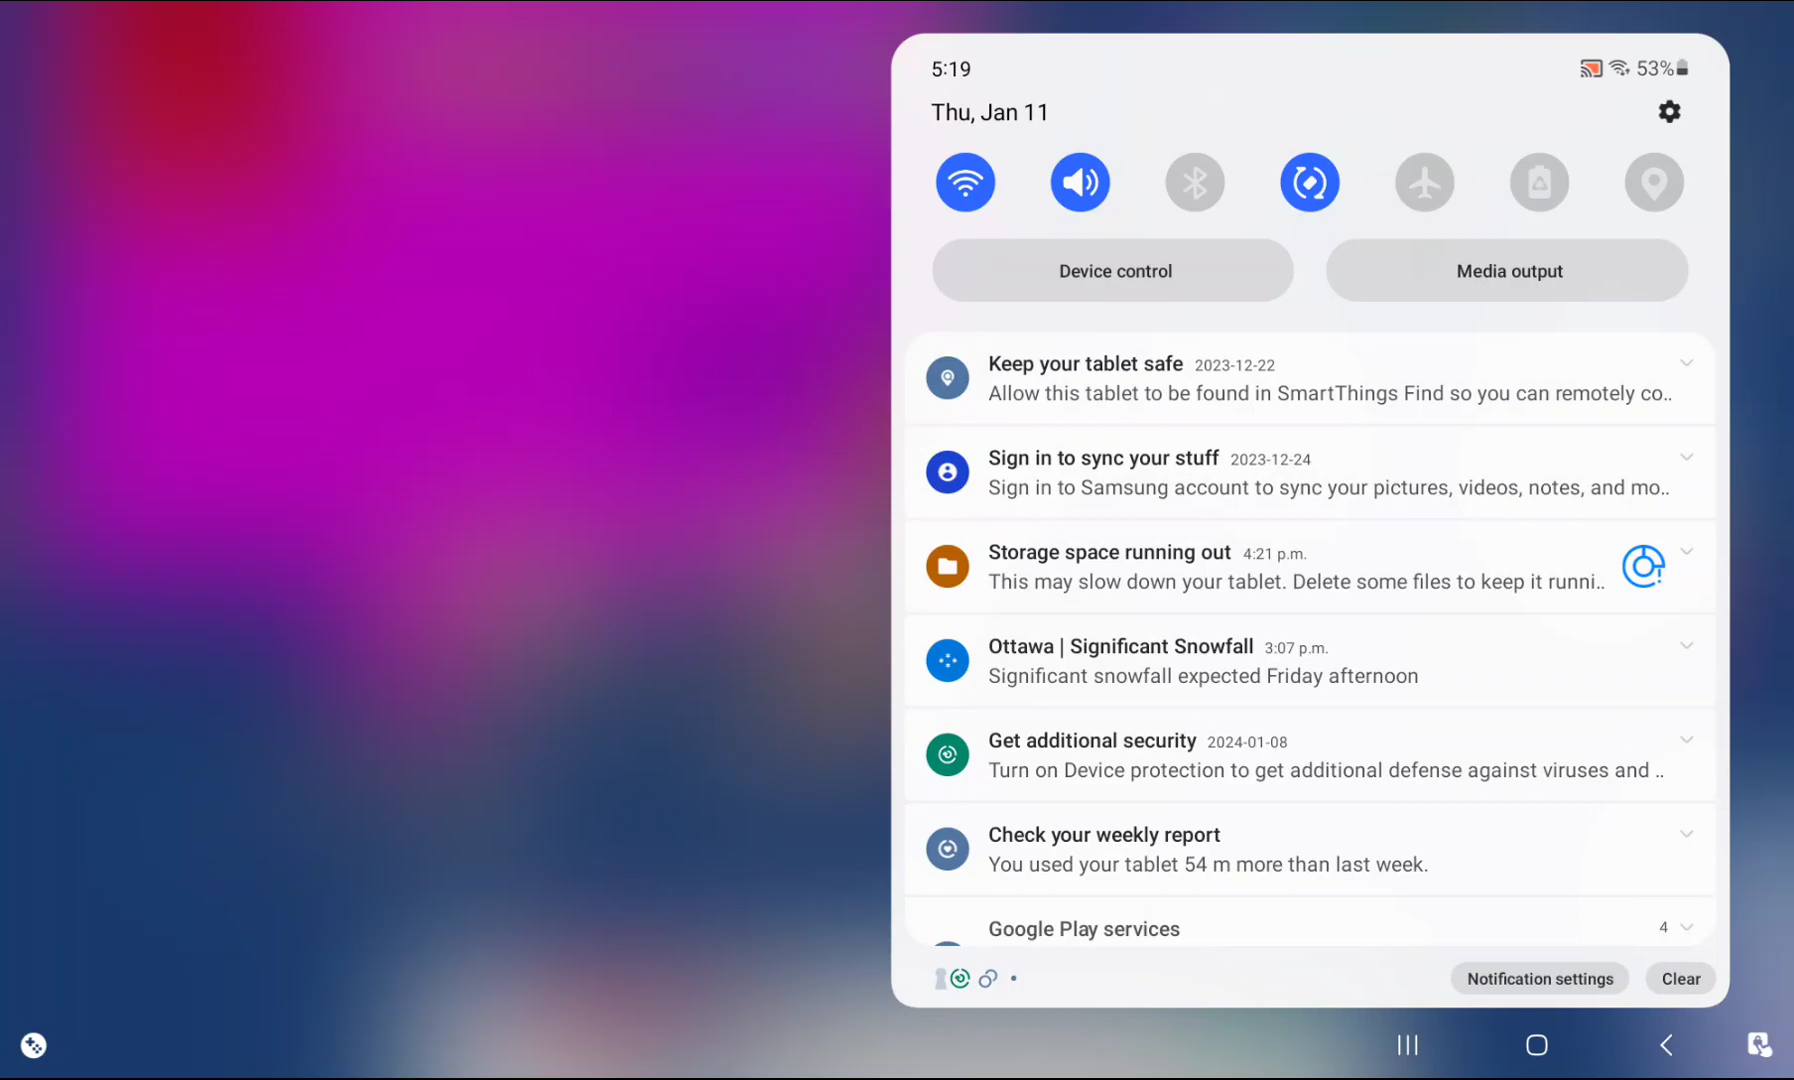 5:19
53%
Thu, Jan 11
Device control
Media output
Keep your tablet safe 2023-12-22
Allow this tablet to be found in SmartThings Find so you can remotely co..
Sign in to sync your stuff 2023-12-24
Sign in to Samsung account to sync your pictures, videos, notes, and mo..
Storage space running out 4:21 p.m.
This may slow down your tablet. Delete some files to keep it runni..
Ottawa | Significant Snowfall 3:07 p.m.
Significant snowfall expected Friday afternoon
Get additional security 2024-01-08
Turn on Device protection to get additional defense against viruses and ..
Check your weekly report
You used your tablet 54 m more than last week.
Google Play services 4
Notification settings
Clear